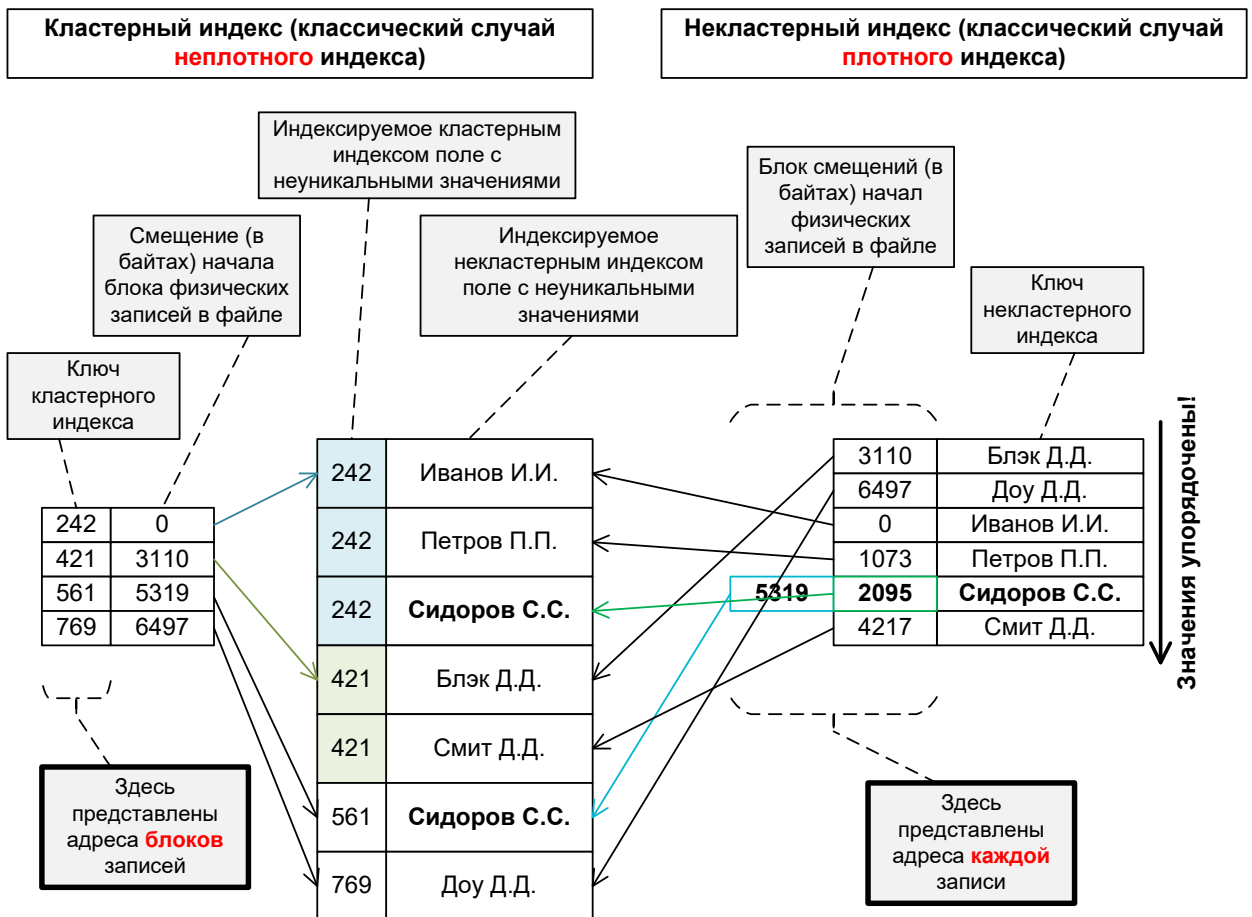 Кластерный индекс (классический случай
неплотного индекса)
Некластерный индекс (классический случай
плотного индекса)
Индексируемое кластерным
индексом поле с
неуникальными значениями
Блок смещений (в
байтах) начал
физических
записей в файле
Смещение (в
байтах) начала
блока физических
записей в файле
Индексируемое
некластерным индексом
поле с неуникальными
значениями
Ключ
некластерного
индекса
Ключ
кластерного
индекса
242 0
421 3110
561 5319
769 6497
242 Иванов И.И.
242 Петров П.П.
242 Сидоров С.С.
421 Блэк Д.Д.
421 Смит Д.Д.
561 Сидоров С.С.
769 Доу Д.Д.
3110 Блэк Д.Д.
6497 Доу Д.Д.
0 Иванов И.И.
1073 Петров П.П.
5319 2095 Сидоров С.С.
4217 Смит Д.Д.
Значения упорядочены!
Здесь
представлены
адреса блоков
записей
Здесь
представлены
адреса каждой
записи